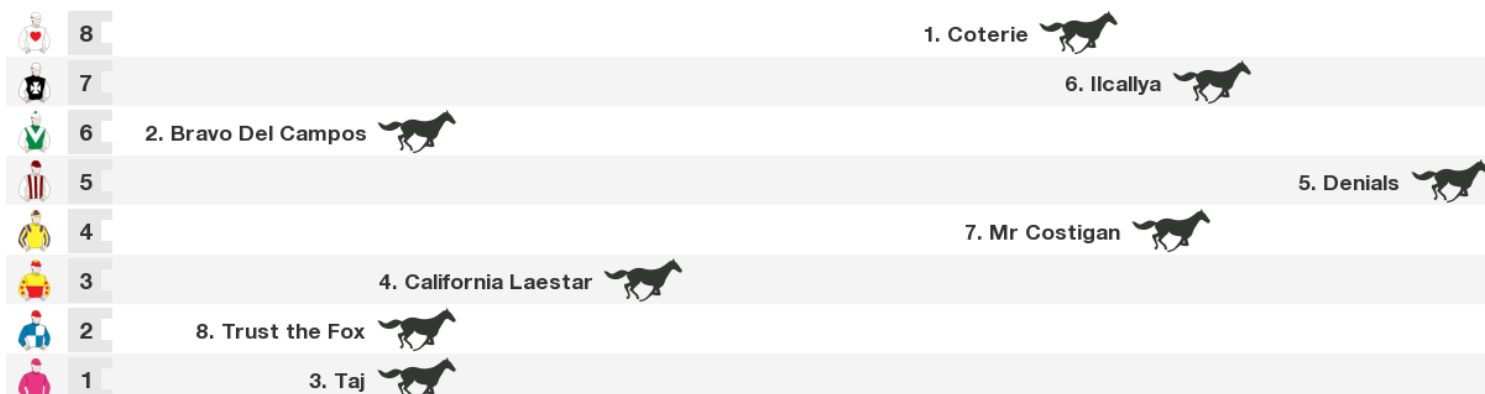 8 1. Coterie
7 6. Ilcallya
6 2. Bravo Del Campos
5 5. Denials
4 7. Mr Costigan
3 4. California Laestar
2 8. Trust the Fox
1 3. Taj